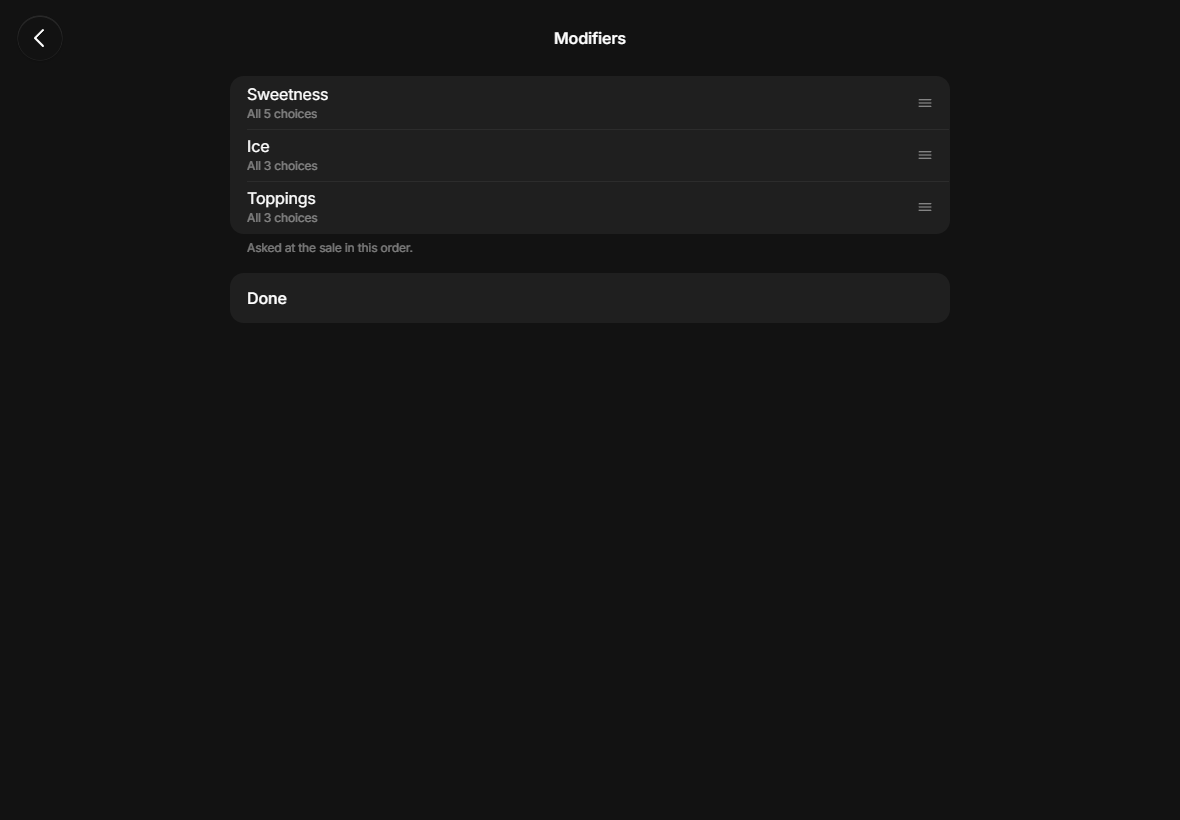 Modifiers
Sweetness
All 5 choices
Ice
All 3 choices
Toppings
All 3 choices
Asked at the sale in this order.
Done